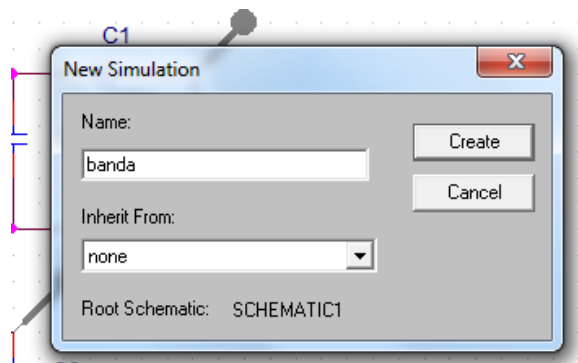 C1
New Simulation
Name:
banda
Create
Cancel
Inherit From:
none
Root Schematic: SCHEMATIC1